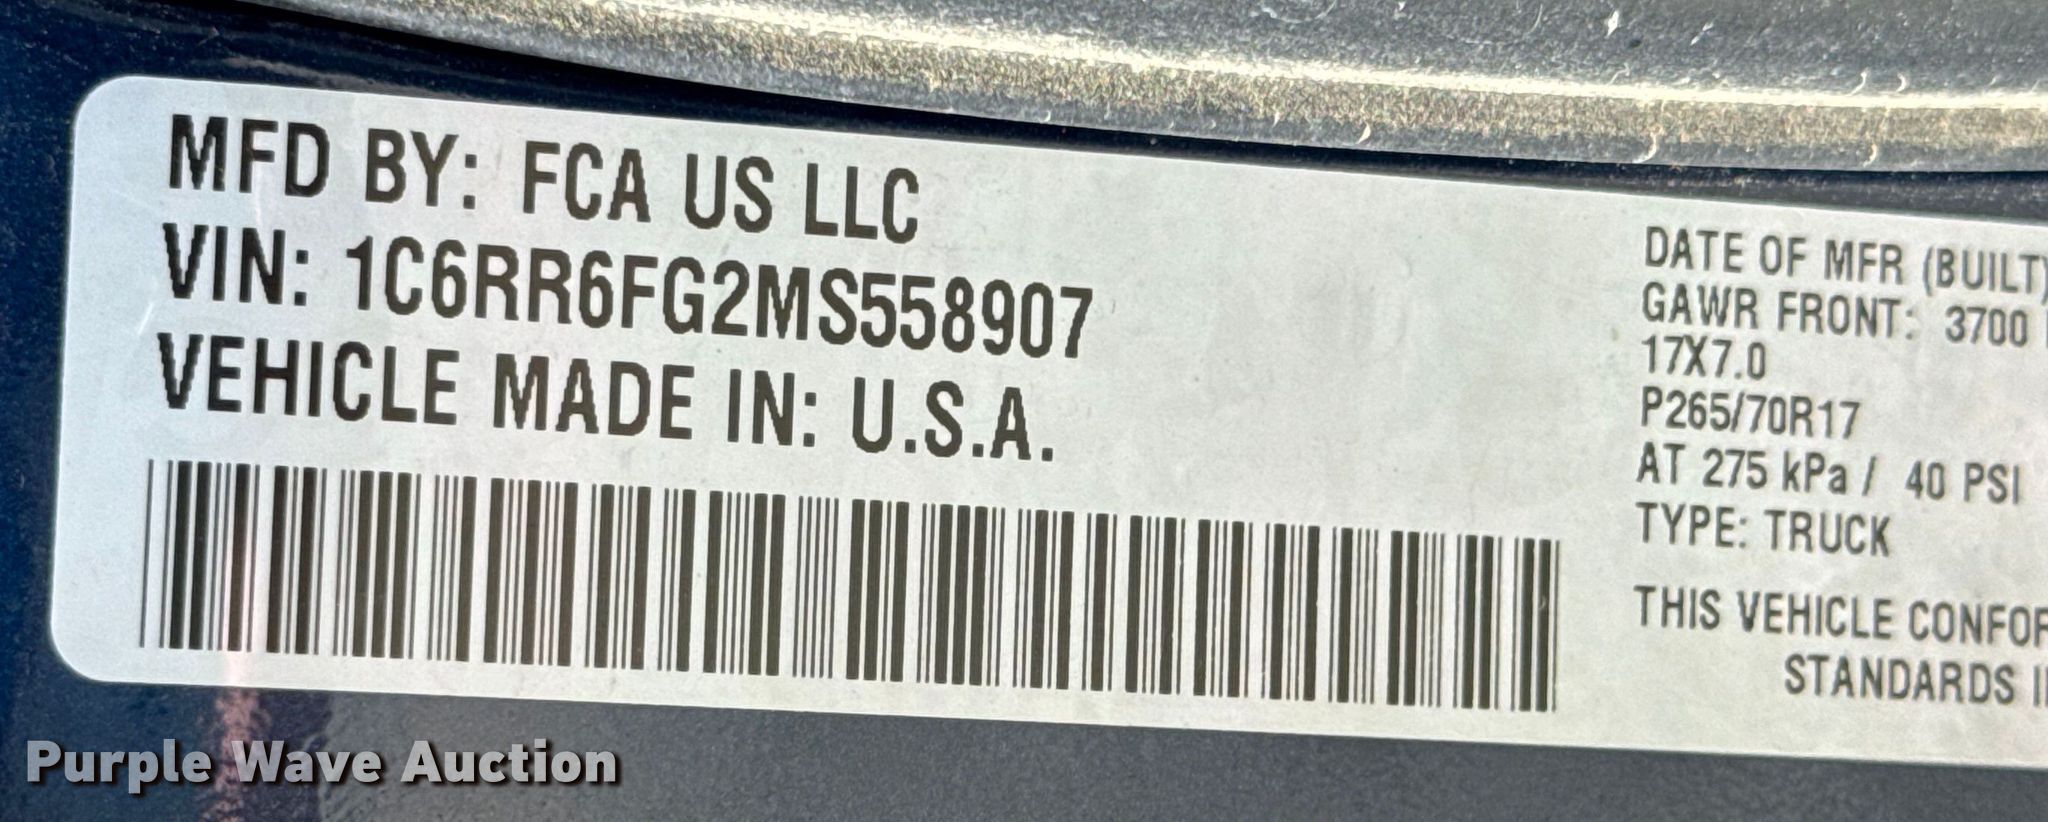 MFD BY: FCA US LLC
VIN: 1C6RR6FG2MS558907
VEHICLE MADE IN: U.S.A.
DATE OF MFR (BUILT)
GAWR FRONT: 3700
17X7.0
P265/70R17
AT 275 kPa / 40 PSI
TYPE: TRUCK
THIS VEHICLE
STANDARDS
Purple Wave Auction